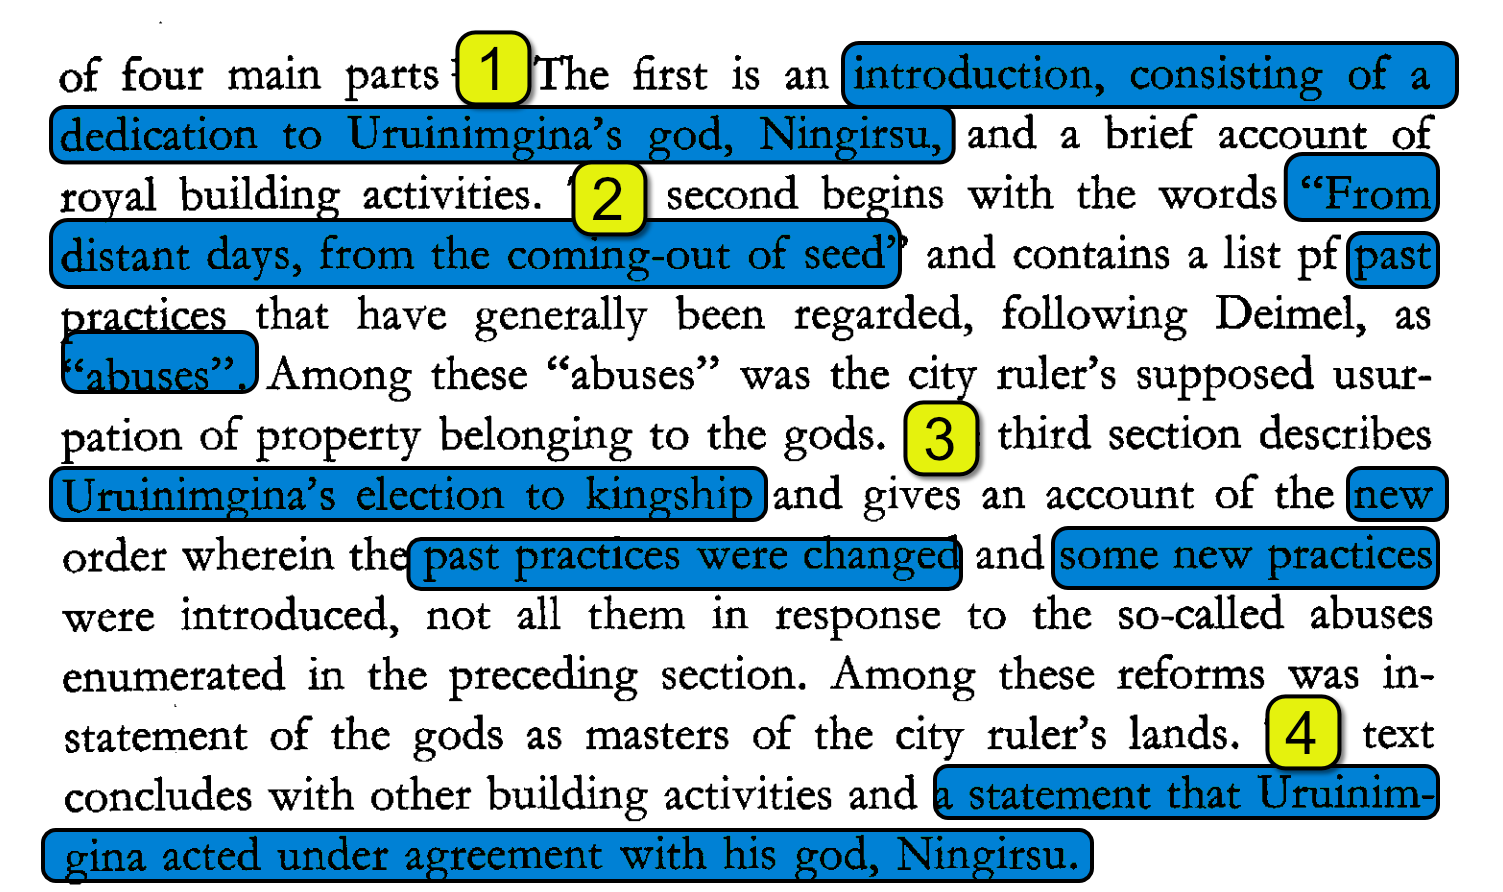 of four main parts 1 The first is an introduction, consisting of a
dedication to Uruinimgina’s god, Ningirsu, and a brief account of
royal building activities. 2 second begins with the words “From
distant days, from the coming-out of seed” and contains a list pf past
practices that have generally been regarded, following Deimel, as
“abuses”. Among these “abuses” was the city ruler’s supposed usur-
pation of property belonging to the gods. 3 third section describes
Uruinimgina’s election to kingship and gives an account of the new
order wherein the past practices were changed and some new practices
were introduced, not all them in response to the so-called abuses
enumerated in the preceding section. Among these reforms was in-
statement of the gods as masters of the city ruler’s lands. 4 text
concludes with other building activities and a statement that Uruinim-
gina acted under agreement with his god, Ningirsu.